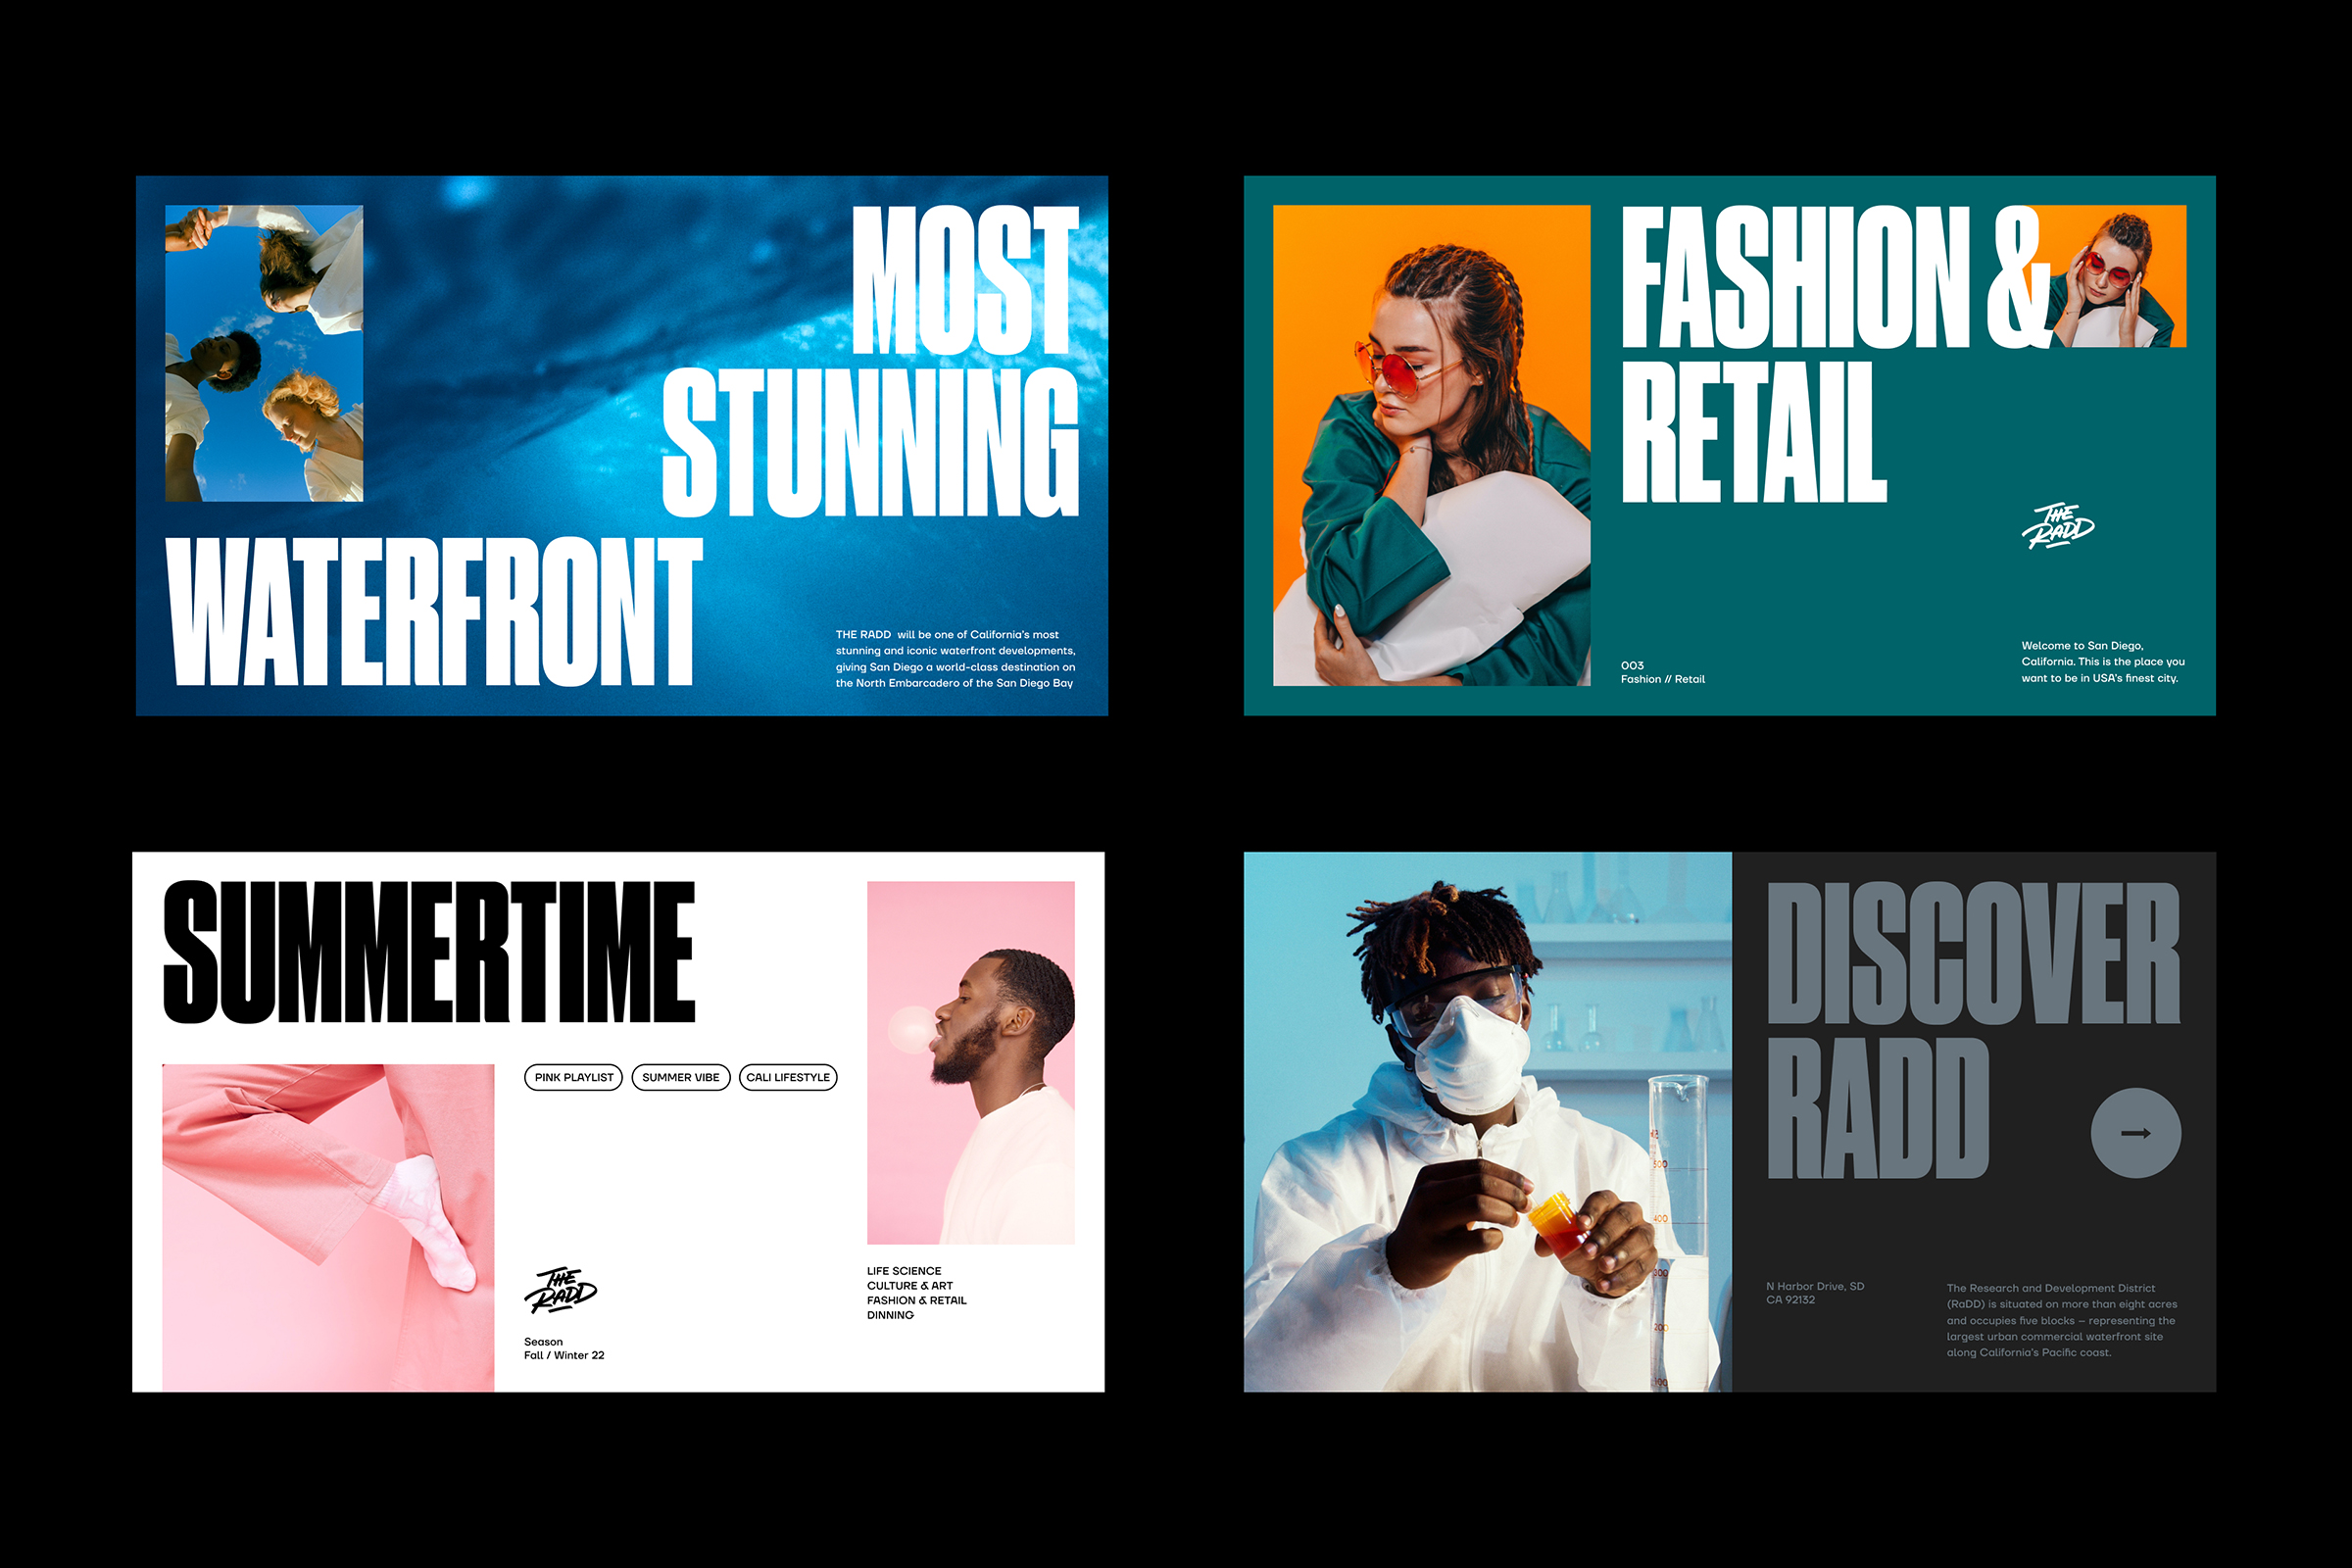 MOST
STUNNING
WATERFRONT
THE RADD will be one of California's most
stunning and iconic waterfront developments,
giving San Diego a world-class destination on
the North Embarcadero of the San Diego Bay
FASHION &
RETAIL
THE
RADD
003
Fashion // Retail
Welcome to San Diego,
California. This is the place you
want to be in USA's finest city.
SUMMERTIME
PINK PLAYLIST
SUMMER VIBE
CALI LIFESTYLE
THE
RADD
Season
Fall / Winter 22
LIFE SCIENCE
CULTURE & ART
FASHION & RETAIL
DINNING
500
400
300
200
100
DISCOVER
RADD
N Harbor Drive, SD
CA 92132
The Research and Development District
(RaDD) is situated on more than eight acres
and occupies five blocks – representing the
largest urban commercial waterfront site
along California's Pacific coast.